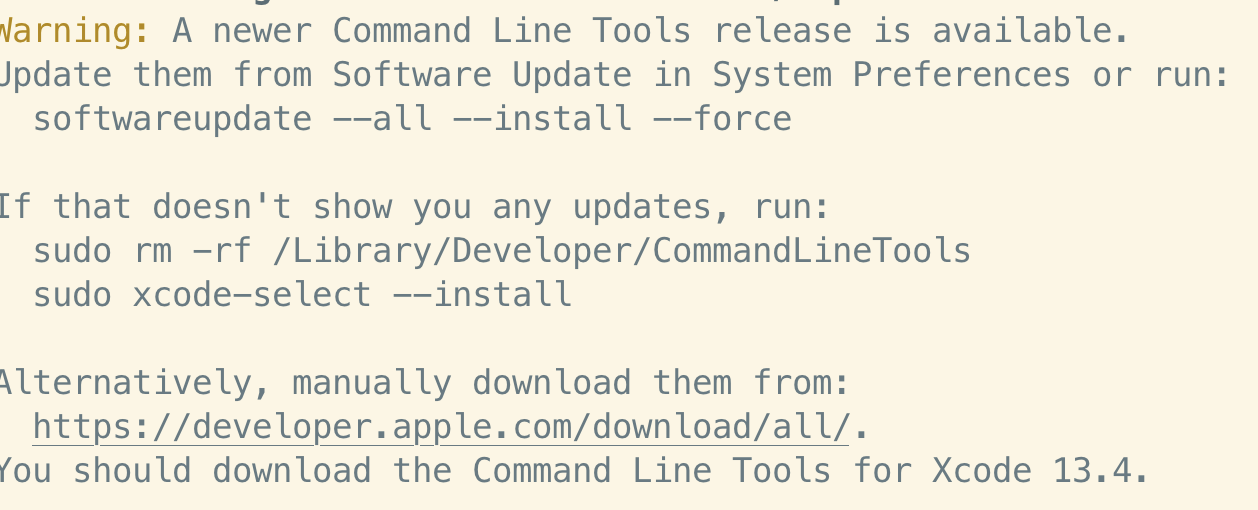 Warning: A newer Command Line Tools release is available.
Update them from Software Update in System Preferences or run:
softwareupdate --all --install --force
If that doesn't show you any updates, run:
sudo rm -rf /Library/Developer/CommandLineTools
sudo xcode-select --install
Alternatively, manually download them from:
https://developer.apple.com/download/all/.
You should download the Command Line Tools for Xcode 13.4.